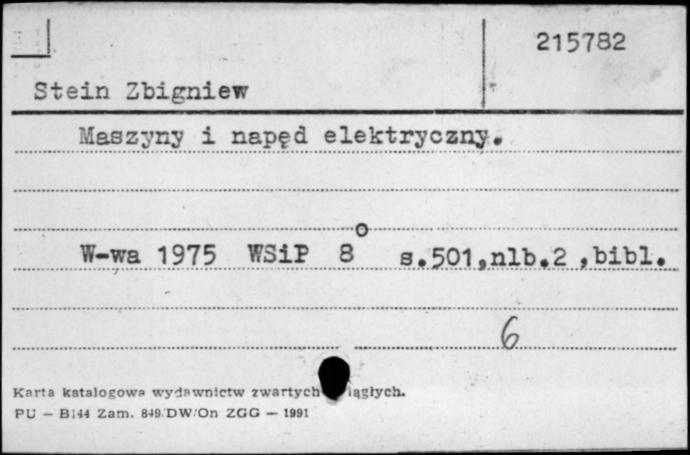 215782
Stein Zbigniew
Maszyny i napęd elektryczny.
W-wa 1975 WSiP 8° s.501,nlb.2 ,bibl.
6
Karta katalogowa wydawnictw zwartych iągłych.
PU — B144 Zam. 849/DW/On ZGG — 1991